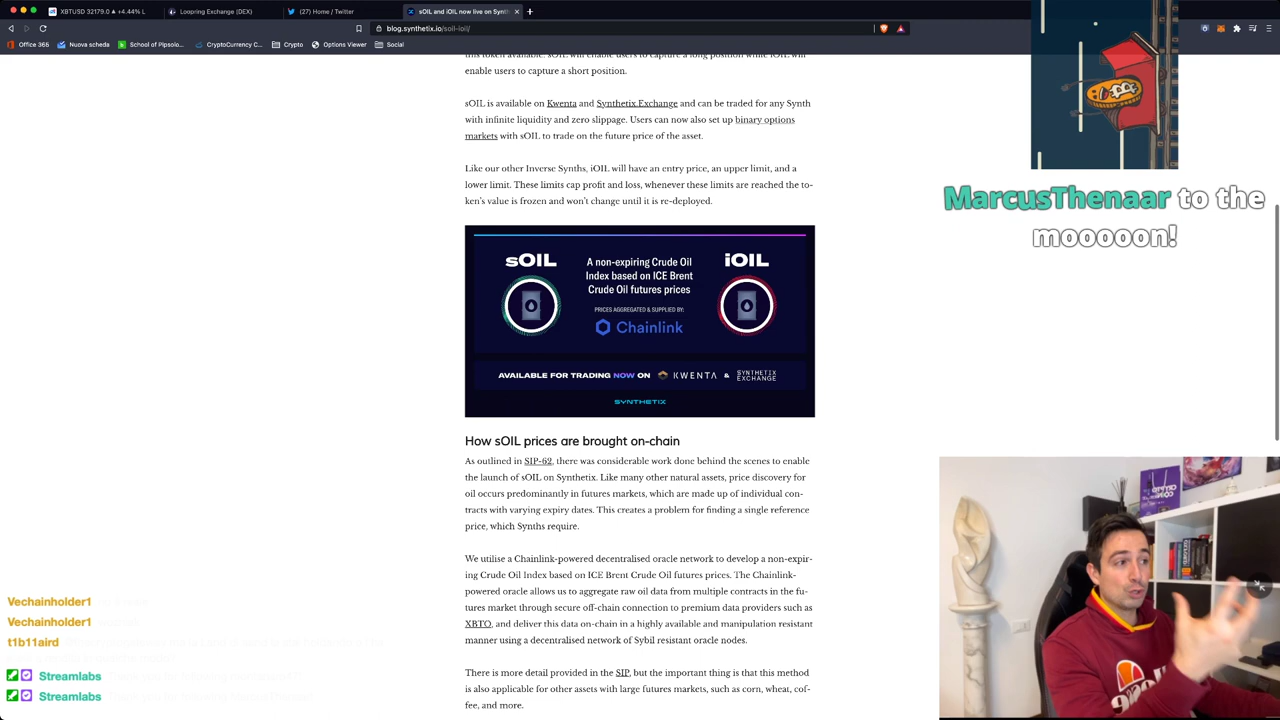 XBTUSD 32179.0 ▲ +4.44% L
Loopring Exchange (DEX)
(27) Home / Twitter
sOIL and iOIL now live on Synth
blog.synthetix.io/soil-ioil/
Office 365
Nuova scheda
School of Pipsolo...
CryptoCurrency C...
Crypto
Options Viewer
Social
enable users to capture a short position.
sOIL is available on Kwenta and Synthetix.Exchange and can be traded for any Synth
with infinite liquidity and zero slippage. Users can now also set up binary options
markets with sOIL to trade on the future price of the asset.
Like our other Inverse Synths, iOIL will have an entry price, an upper limit, and a
lower limit. These limits cap profit and loss, whenever these limits are reached the to-
ken's value is frozen and won't change until it is re-deployed.
sOIL
A non-expiring Crude Oil
Index based on ICE Brent
Crude Oil futures prices
PRICES AGGREGATED & SUPPLIED BY:
Chainlink
iOIL
AVAILABLE FOR TRADING NOW ON KWENTA & SYNTHETIX EXCHANGE
SYNTHETIX
How sOIL prices are brought on-chain
As outlined in SIP-62, there was considerable work done behind the scenes to enable
the launch of sOIL on Synthetix. Like many other natural assets, price discovery for
oil occurs predominantly in futures markets, which are made up of individual con-
tracts with varying expiry dates. This creates a problem for finding a single reference
price, which Synths require.
We utilise a Chainlink-powered decentralised oracle network to develop a non-expir-
ing Crude Oil Index based on ICE Brent Crude Oil futures prices. The Chainlink-
powered oracle allows us to aggregate raw oil data from multiple contracts in the fu-
tures market through secure off-chain connection to premium data providers such as
XBTO, and deliver this data on-chain in a highly available and manipulation resistant
manner using a decentralised network of Sybil resistant oracle nodes.
There is more detail provided in the SIP, but the important thing is that this method
is also applicable for other assets with large futures markets, such as corn, wheat, cof-
fee, and more.
MarcusThenaar to the
mooooon!
Vechainholder1
Vechainholder1
t1b11aird
Streamlabs
Streamlabs